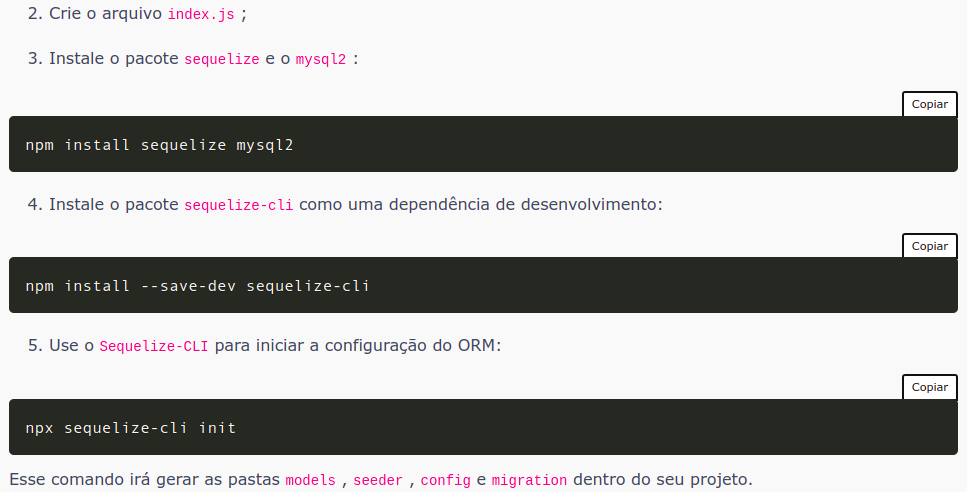 2. Crie o arquivo index.js ;
3. Instale o pacote sequelize e o mysql2 :
Copiar
npm install sequelize mysql2
4. Instale o pacote sequelize-cli como uma dependência de desenvolvimento:
Copiar
npm install --save-dev sequelize-cli
5. Use o Sequelize-CLI para iniciar a configuração do ORM:
Copiar
npx sequelize-cli init
Esse comando irá gerar as pastas models , seeder , config e migration dentro do seu projeto.